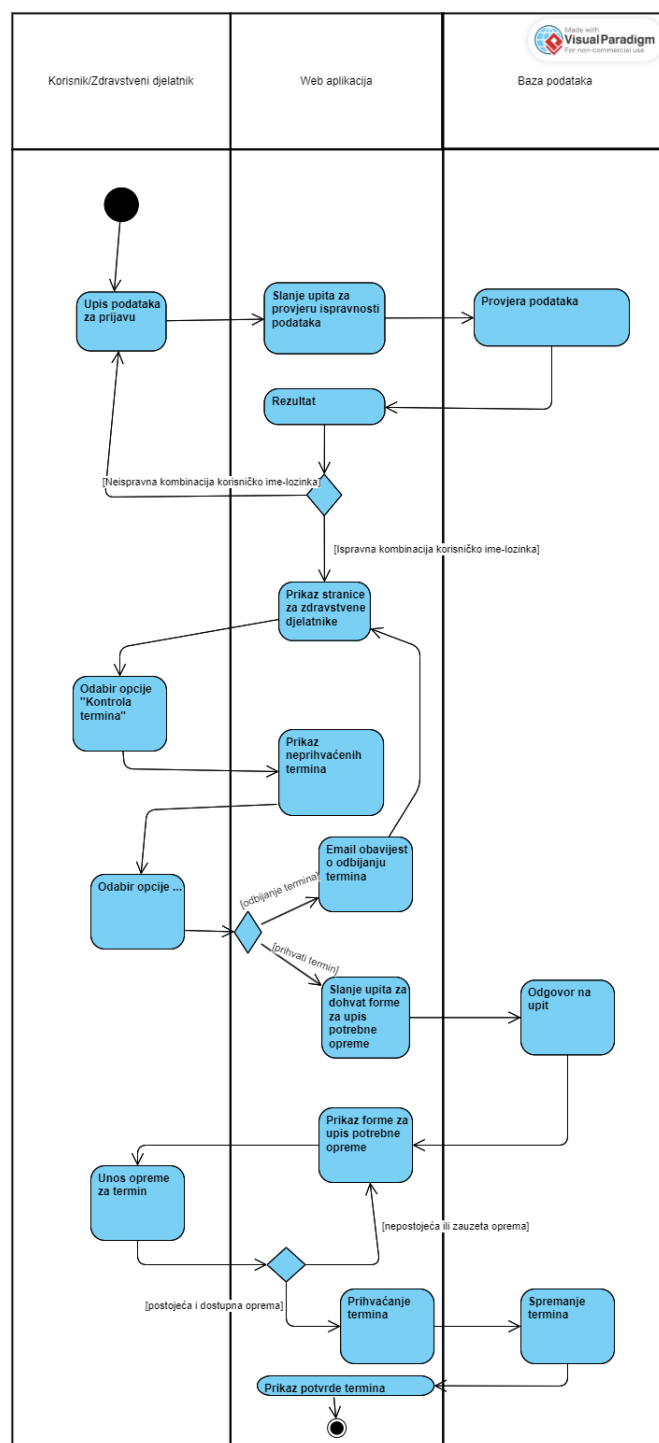 Made with
VisualParadigm
For non-commercial use
Korisnik/Zdravstveni djelatnik
Web aplikacija
Baza podataka
Upis podataka
za prijavu
Slanje upita za
provjeru ispravnosti
podataka
Provjera podataka
Rezultat
[Neispravna kombinacija korisničko ime-lozinka]
[Ispravna kombinacija korisničko ime-lozinka]
Prikaz stranice
za zdravstvene
djelatnike
Odabir opcije
"Kontrola
termina"
Prikaz
neprihvaćenih
termina
Email obavijest
o odbijanju
termina
Odabir opcije ...
[odbijanje termina]
[prihvati termin]
Slanje upita za
dohvat forme
za upis
potrebne
opreme
Odgovor na
upit
Prikaz forme za
upis potrebne
opreme
Unos opreme
za termin
[nepostojeća ili zauzeta oprema]
[postojeća i dostupna oprema]
Prihvaćanje
termina
Spremanje
termina
Prikaz potvrde termina